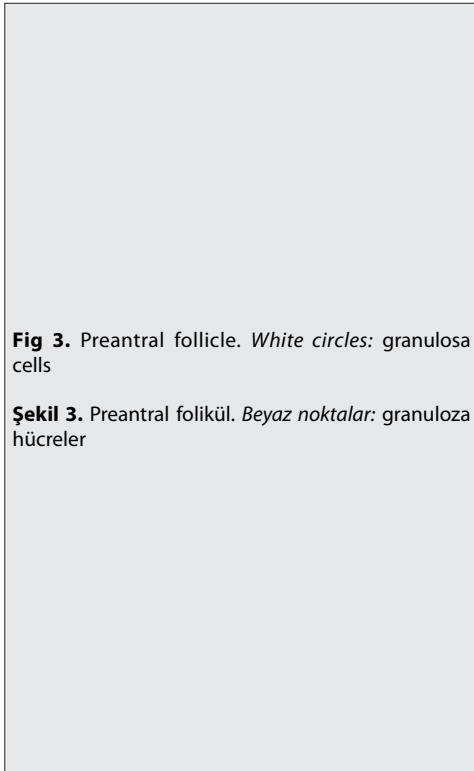 Fig 3. Preantral follicle. White circles: granulosa
cells
Şekil 3. Preantral folikül. Beyaz noktalar: granuloza
hücreler